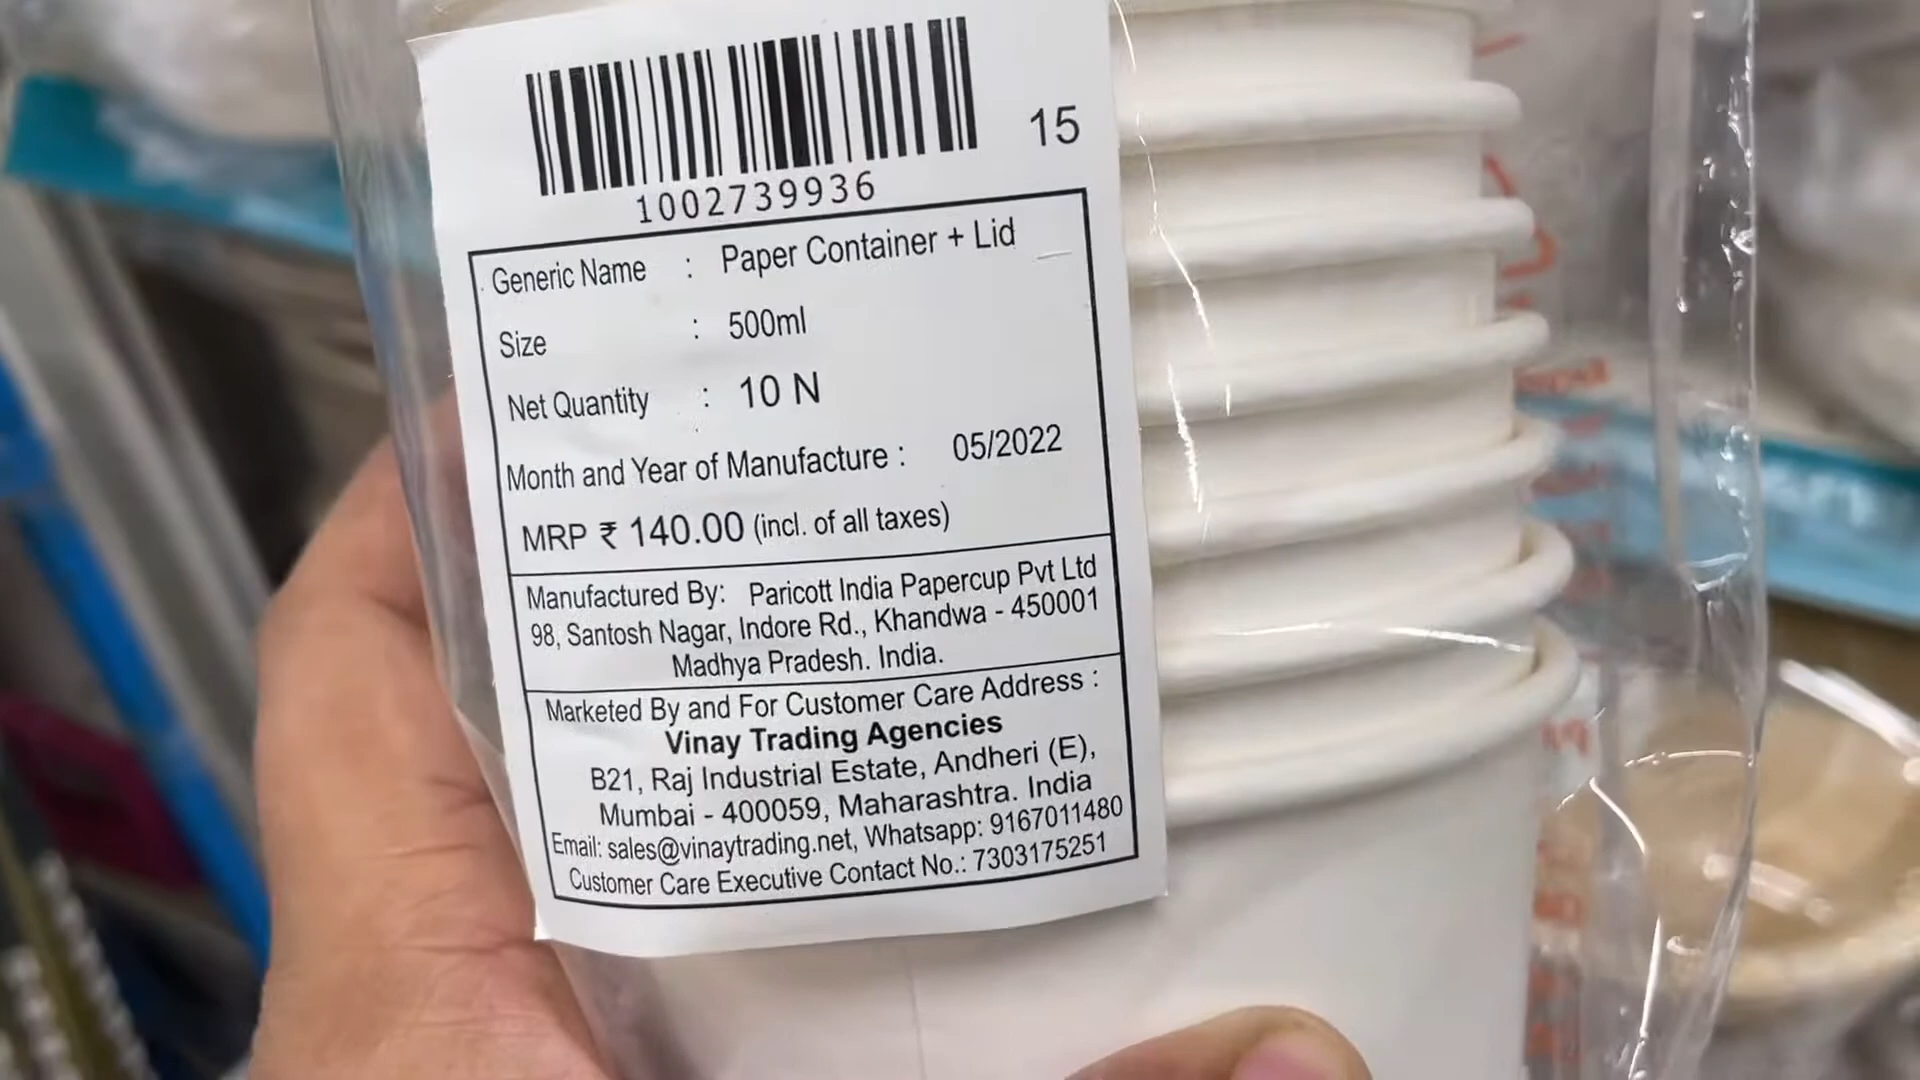 15
1002739936
Generic Name : Paper Container + Lid
Size : 500ml
Net Quantity : 10 N
Month and Year of Manufacture : 05/2022
MRP ₹ 140.00 (incl. of all taxes)
Manufactured By: Paricott India Papercup Pvt Ltd
98, Santosh Nagar, Indore Rd., Khandwa - 450001
Madhya Pradesh. India.
Marketed By and For Customer Care Address :
Vinay Trading Agencies
B21, Raj Industrial Estate, Andheri (E),
Mumbai - 400059, Maharashtra. India
Email: sales@vinaytrading.net, Whatsapp: 9167011480
Customer Care Executive Contact No.: 7303175251